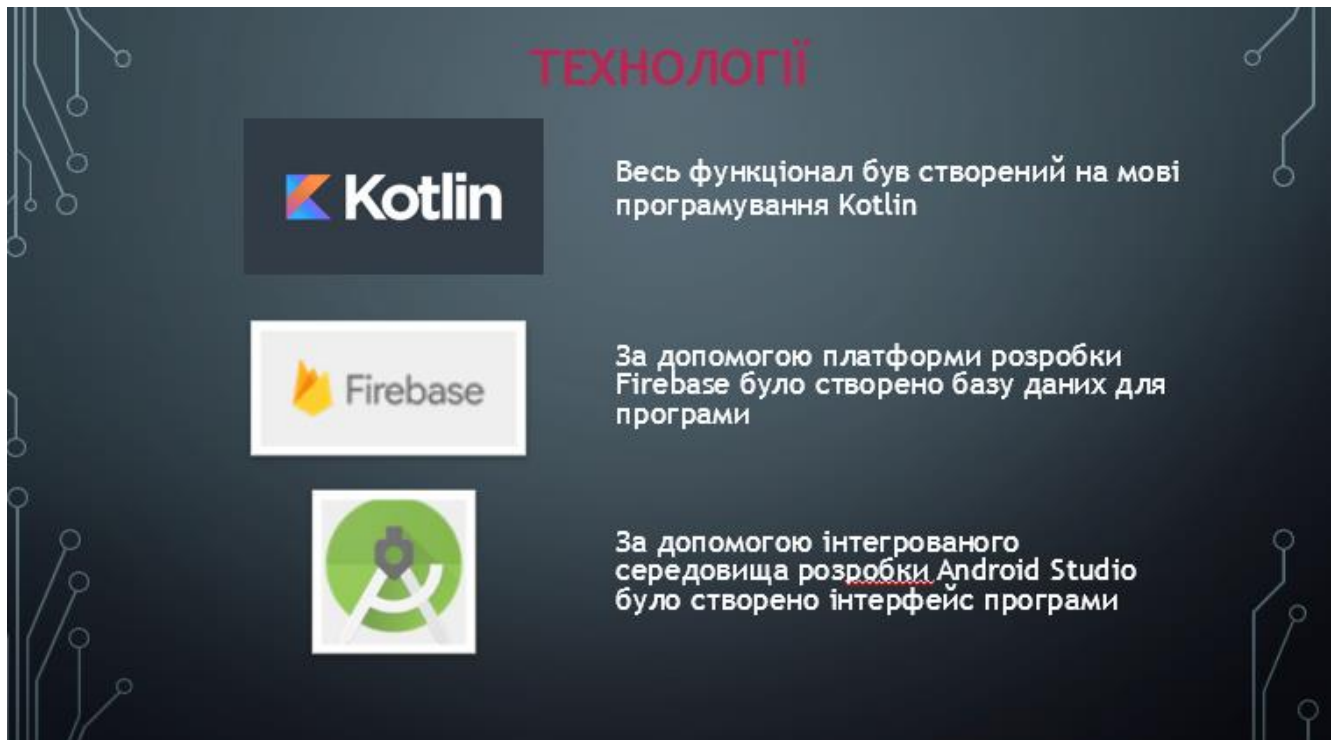 ТЕХНОЛОГІЇ
Kotlin
Весь функціонал був створений на мові
програмування Kotlin
Firebase
За допомогою платформи розробки
Firebase було створено базу даних для
програми
За допомогою інтегрованого
середовища розробки Android Studio
було створено інтерфейс програми